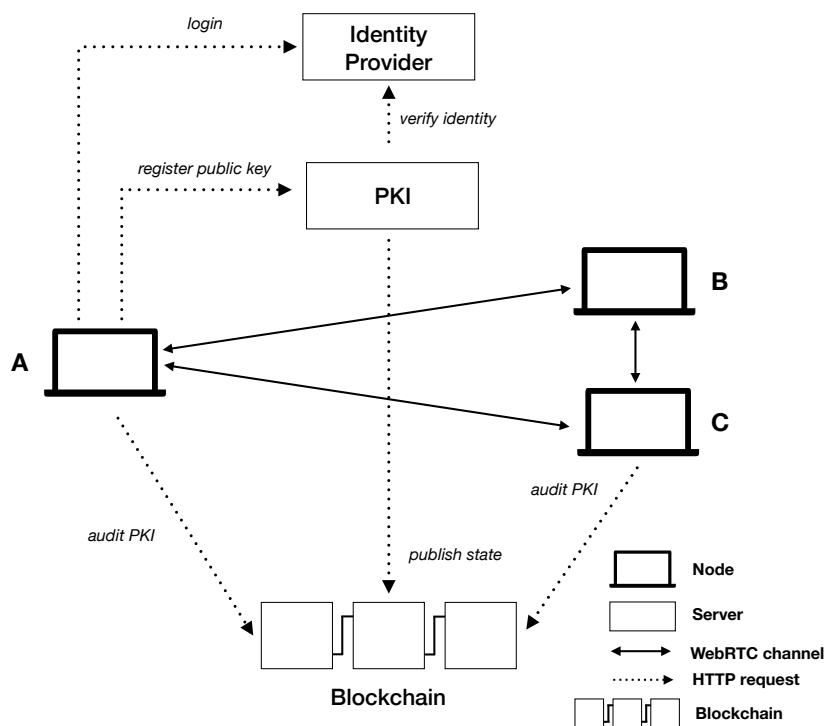 login
Identity
Provider
verify identity
register public key
PKI
B
A
C
audit PKI
audit PKI
publish state
Blockchain
Node
Server
WebRTC channel
HTTP request
Blockchain